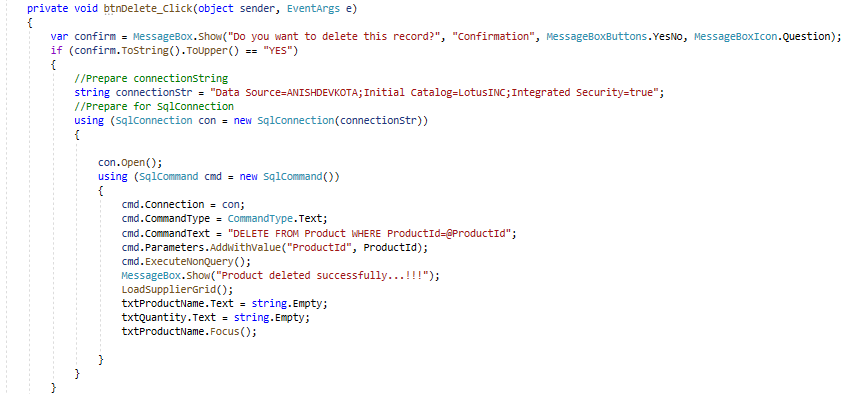 private void btnDelete_Click(object sender, EventArgs e)
{
    var confirm = MessageBox.Show("Do you want to delete this record?", "Confirmation", MessageBoxButtons.YesNo, MessageBoxIcon.Question);
    if (confirm.ToString().ToUpper() == "YES")
    {
        //Prepare connectionString
        string connectionStr = "Data Source=ANISHDEVKOTA;Initial Catalog=LotusINC;Integrated Security=true";
        //Prepare for SqlConnection
        using (SqlConnection con = new SqlConnection(connectionStr))
        {
            con.Open();
            using (SqlCommand cmd = new SqlCommand())
            {
                cmd.Connection = con;
                cmd.CommandType = CommandType.Text;
                cmd.CommandText = "DELETE FROM Product WHERE ProductId=@ProductId";
                cmd.Parameters.AddWithValue("ProductId", ProductId);
                cmd.ExecuteNonQuery();
                MessageBox.Show("Product deleted successfully...!!!");
                LoadSupplierGrid();
                txtProductName.Text = string.Empty;
                txtQuantity.Text = string.Empty;
                txtProductName.Focus();
            }
        }
    }